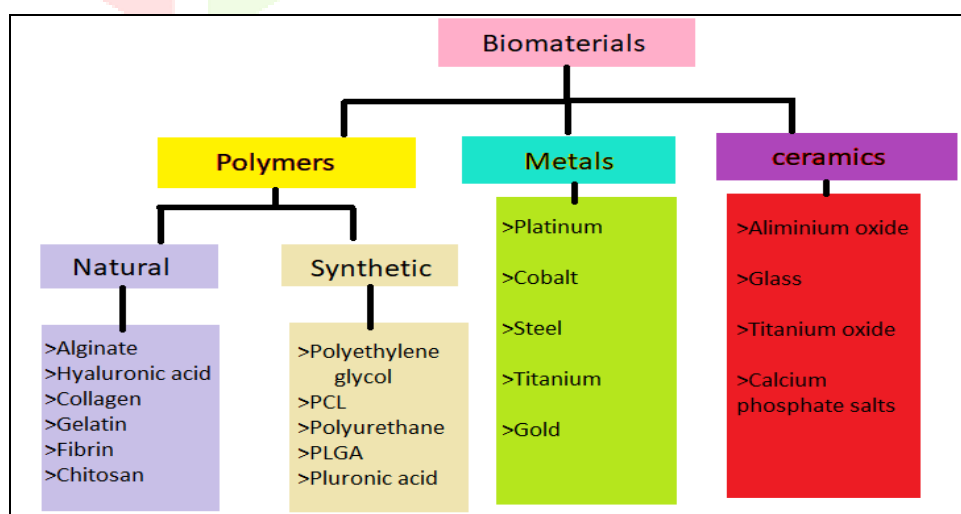 Biomaterials
Polymers
Metals
ceramics
Natural
Synthetic
>Alginate
>Hyaluronic acid
>Collagen
>Gelatin
>Fibrin
>Chitosan
>Polyethylene
glycol
>PCL
>Polyurethane
>PLGA
>Pluronic acid
>Platinum
>Cobalt
>Steel
>Titanium
>Gold
>Aliminium oxide
>Glass
>Titanium oxide
>Calcium
phosphate salts